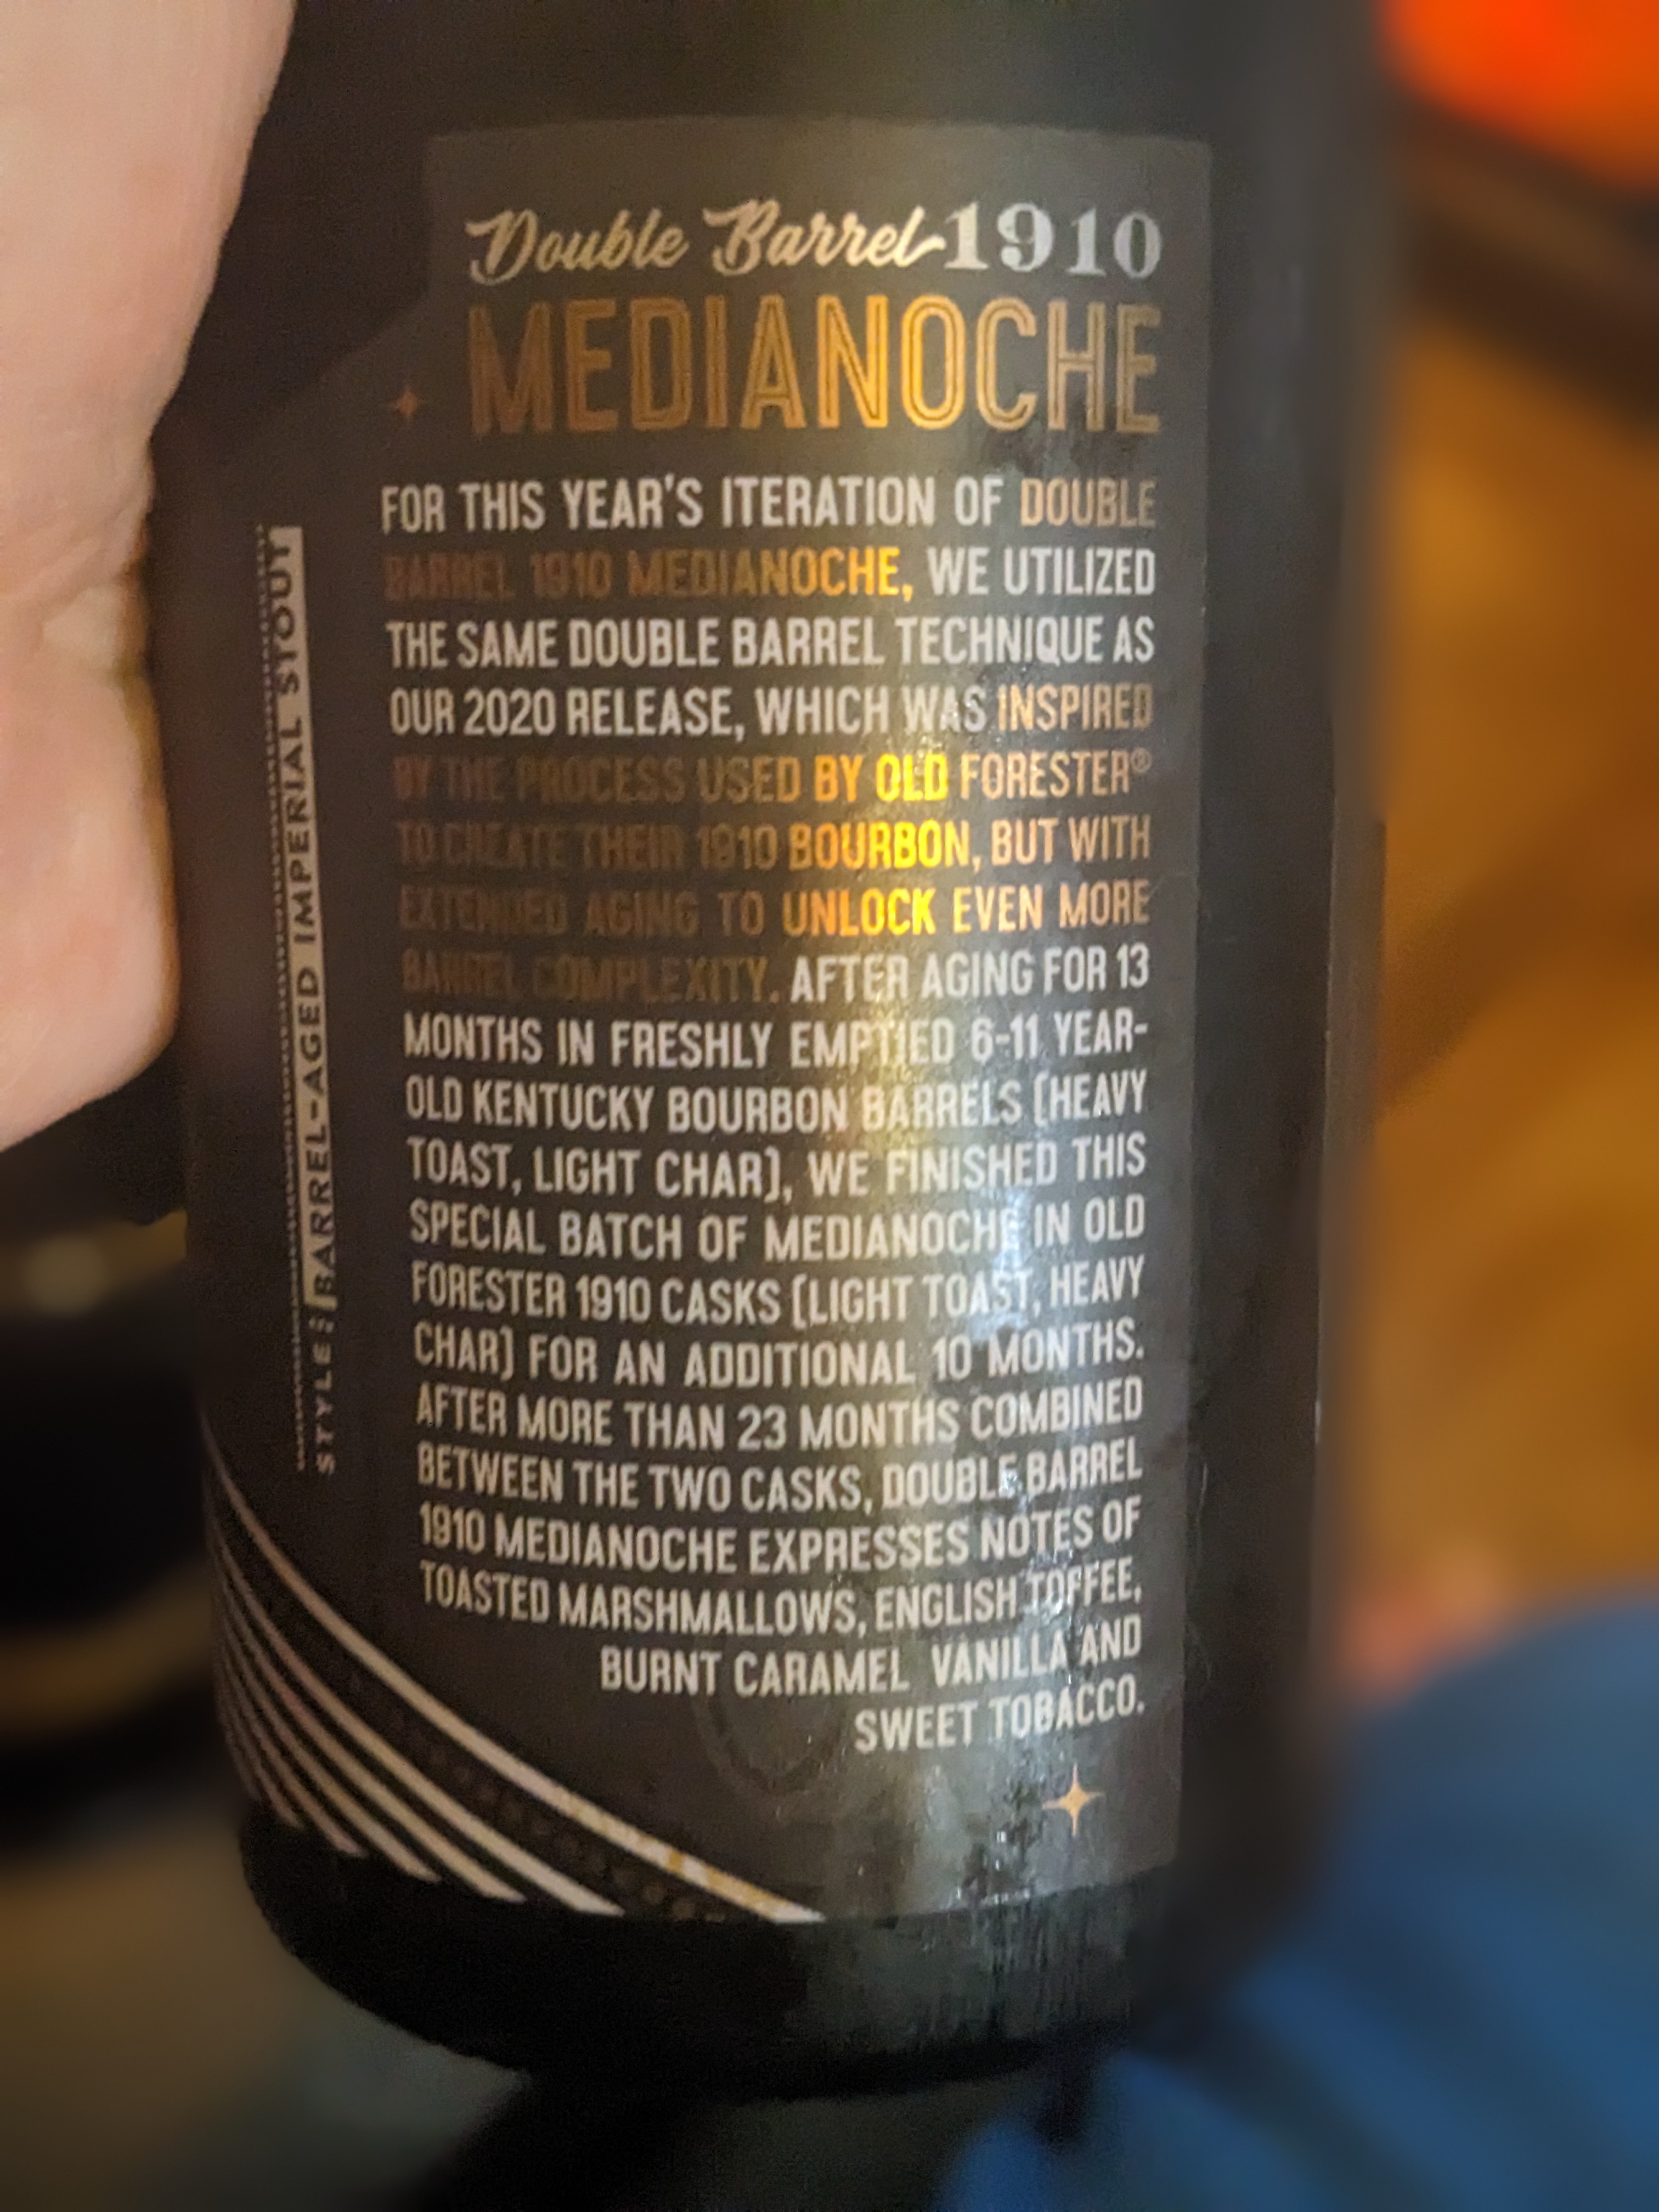 Double Barrel 1910
MEDIANOCHE
FOR THIS YEAR'S ITERATION OF DOUBLE
BARREL 1910 MEDIANOCHE, WE UTILIZED
THE SAME DOUBLE BARREL TECHNIQUE AS
OUR 2020 RELEASE, WHICH WAS INSPIRED
BY THE PROCESS USED BY OLD FORESTER®
TO CREATE THEIR 1910 BOURBON, BUT WITH
EXTENDED AGING TO UNLOCK EVEN MORE
BARREL COMPLEXITY. AFTER AGING FOR 13
MONTHS IN FRESHLY EMPTIED 6-11 YEAR-
OLD KENTUCKY BOURBON BARRELS (HEAVY
TOAST, LIGHT CHAR), WE FINISHED THIS
SPECIAL BATCH OF MEDIANOCHE IN OLD
FORESTER 1910 CASKS (LIGHT TOAST, HEAVY
CHAR) FOR AN ADDITIONAL 10 MONTHS.
AFTER MORE THAN 23 MONTHS COMBINED
BETWEEN THE TWO CASKS, DOUBLE BARREL
1910 MEDIANOCHE EXPRESSES NOTES OF
TOASTED MARSHMALLOWS, ENGLISH TOFFEE,
BURNT CARAMEL VANILLA AND
SWEET TOBACCO.
STYLE // BARREL-AGED IMPERIAL STOUT